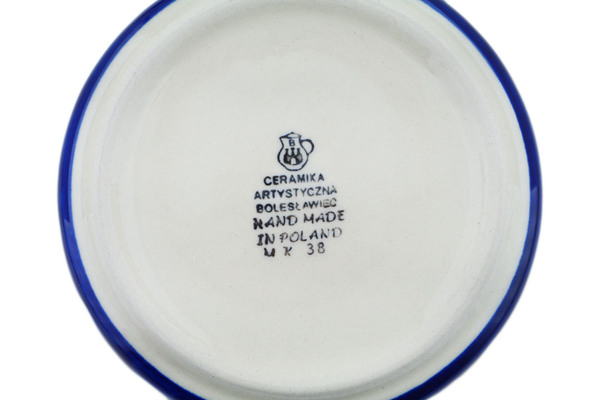 B
CERAMIKA
ARTYSTYCZNA
BOLESŁAWIEC
HAND MADE
IN POLAND
M K 38